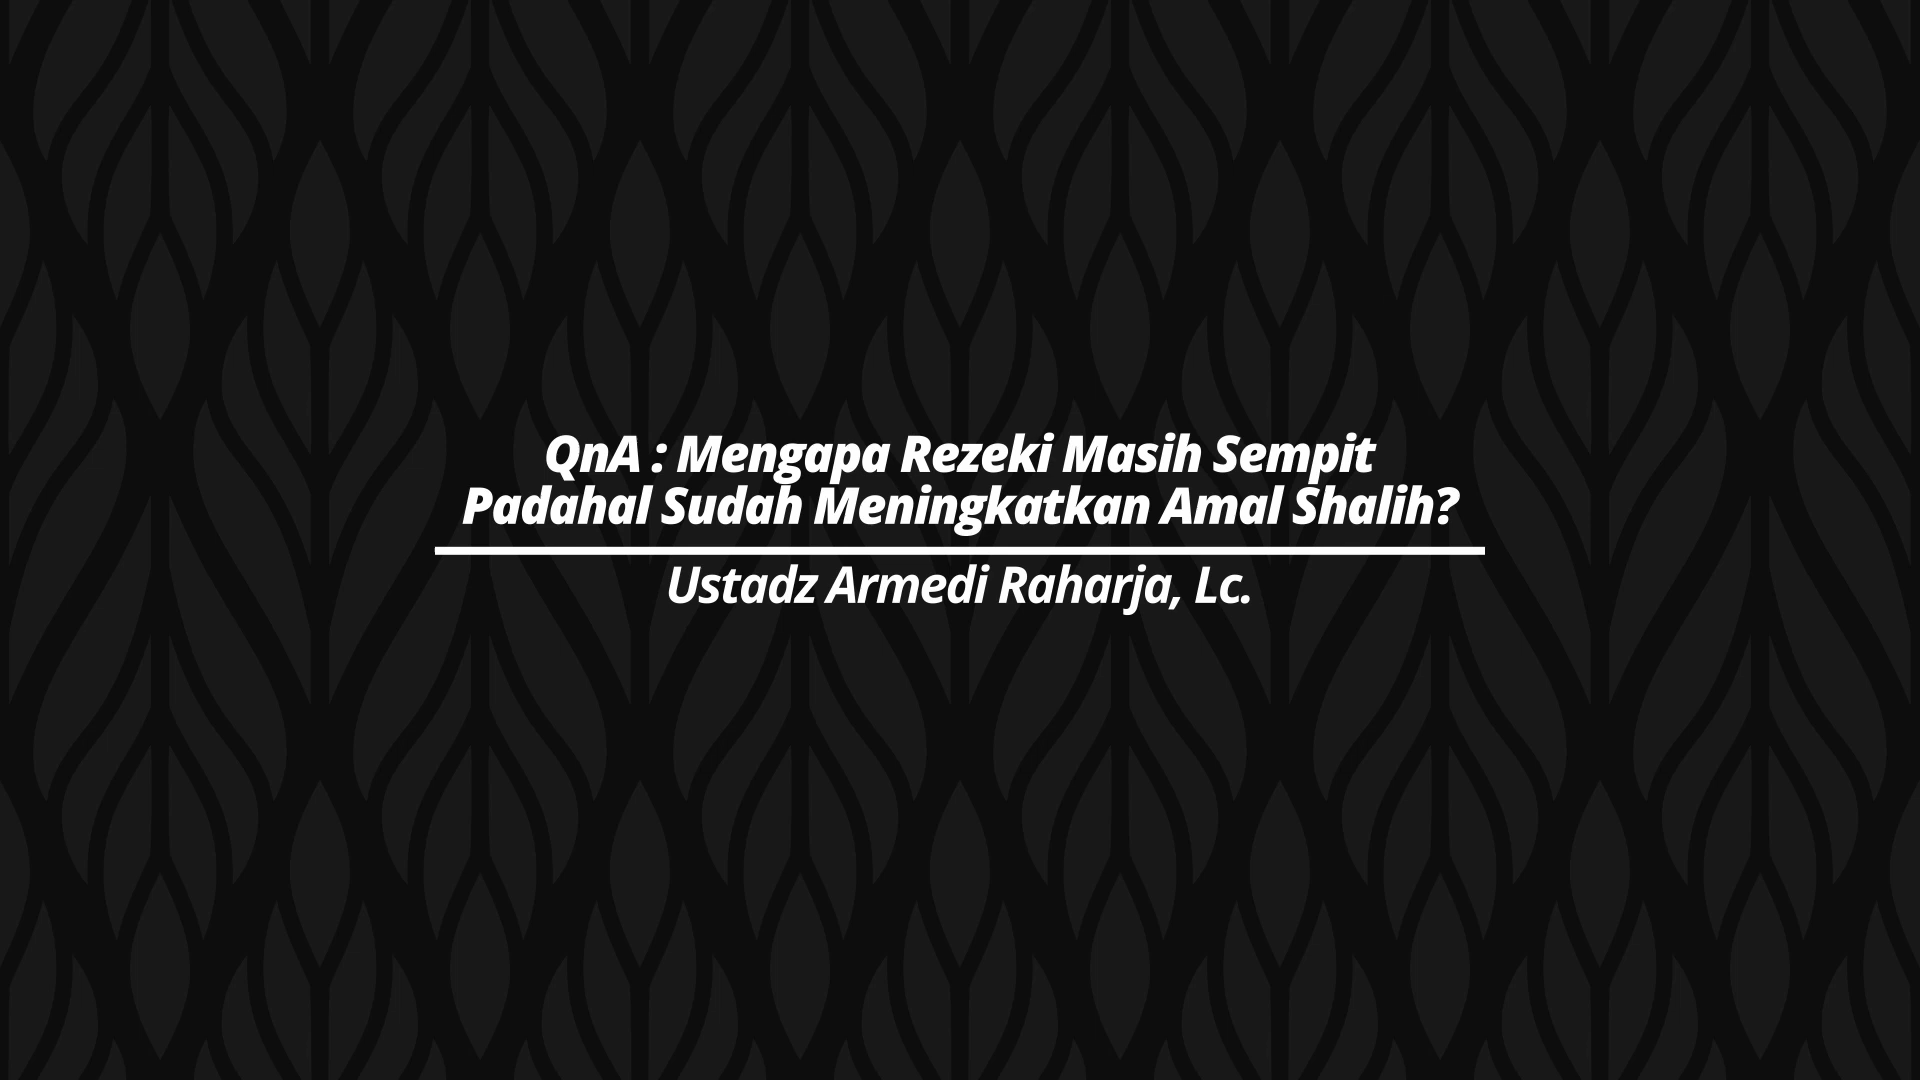 QnA : Mengapa Rezeki Masih Sempit
Padahal Sudah Meningkatkan Amal Shalih?
Ustadz Armedi Raharja, Lc.